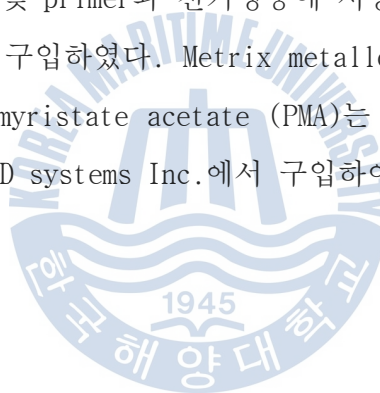 및 primer와 전기영동에 사용
구입하였다. Metrix metallo
myristate acetate (PMA)는
D systems Inc.에서 구입하여
KOREA MARITIME
1945
한국해양대학교